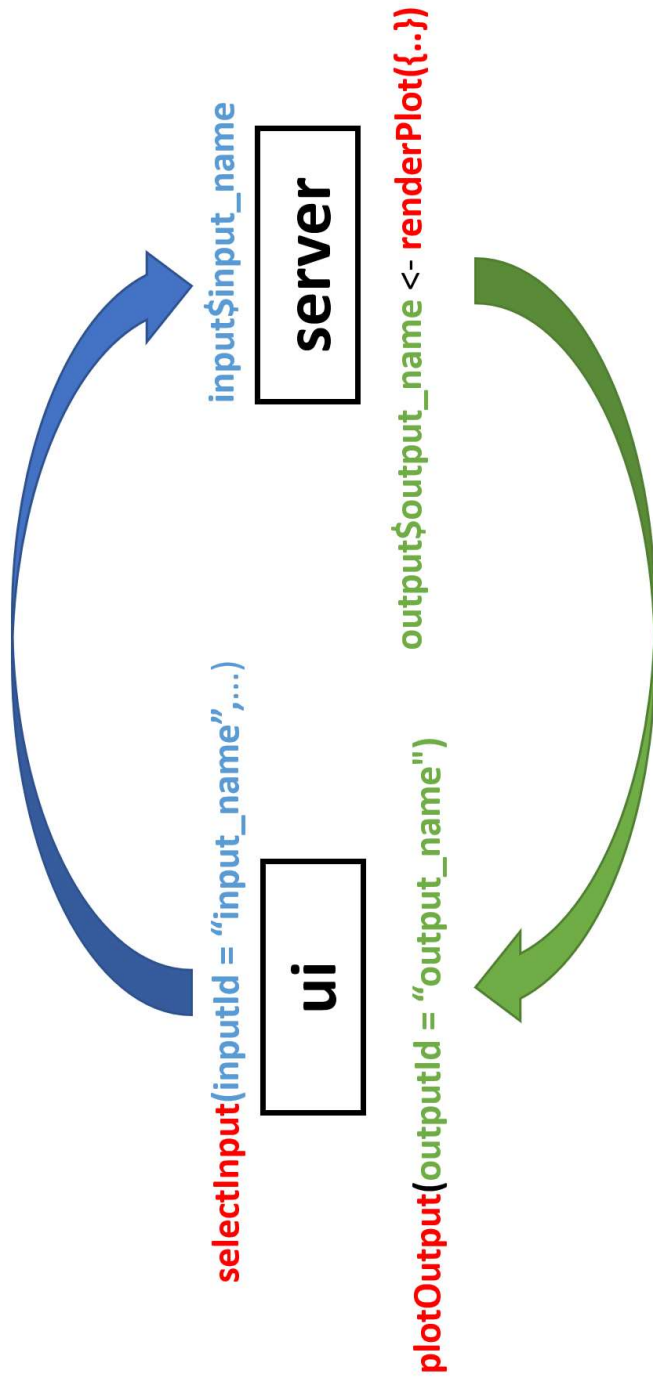 selectInput(inputId = “input_name”,...)
input$input_name
ui
server
plotOutput(outputId = “output_name")
output$output_name <- renderPlot({..})